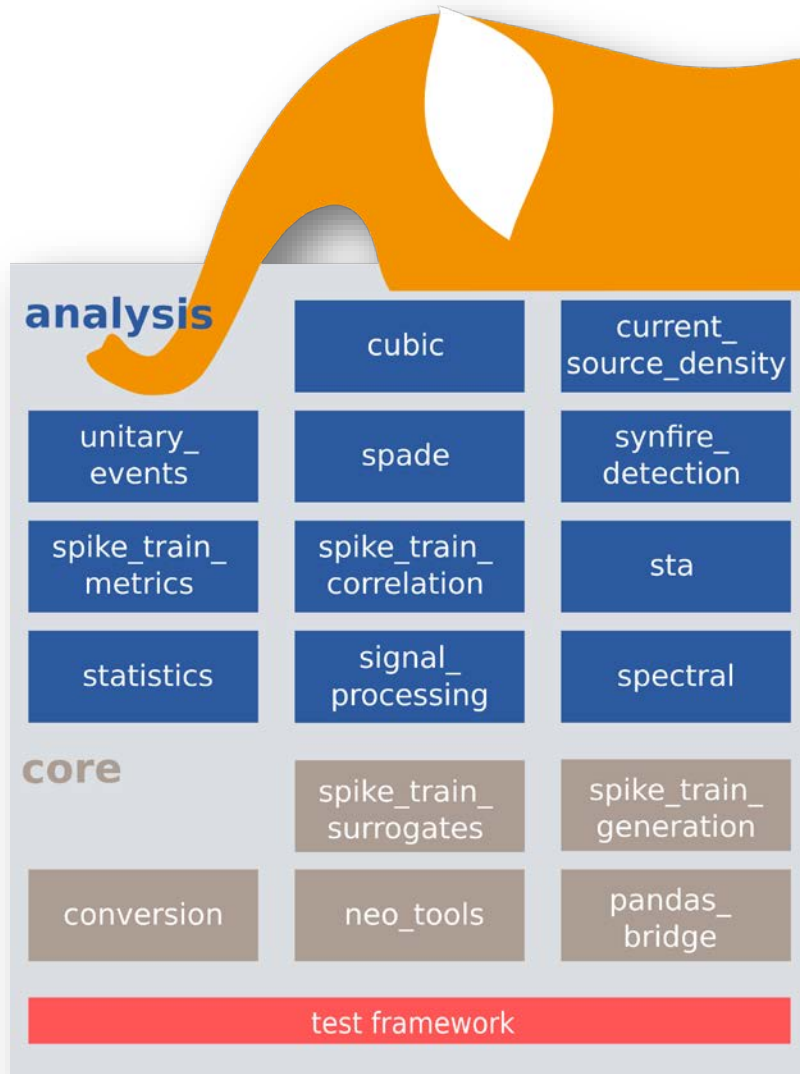 analysis
cubic
current_
source_density
unitary_
events
spade
synfire_
detection
spike_train_
metrics
spike_train_
correlation
sta
statistics
signal_
processing
spectral
core
spike_train_
surrogates
spike_train_
generation
conversion
neo_tools
pandas_
bridge
test framework